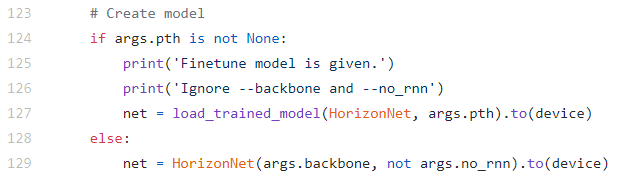 123 # Create model
124 if args.pth is not None:
125 print('Finetune model is given.')
126 print('Ignore --backbone and --no_rnn')
127 net = load_trained_model(HorizonNet, args.pth).to(device)
128 else:
129 net = HorizonNet(args.backbone, not args.no_rnn).to(device)